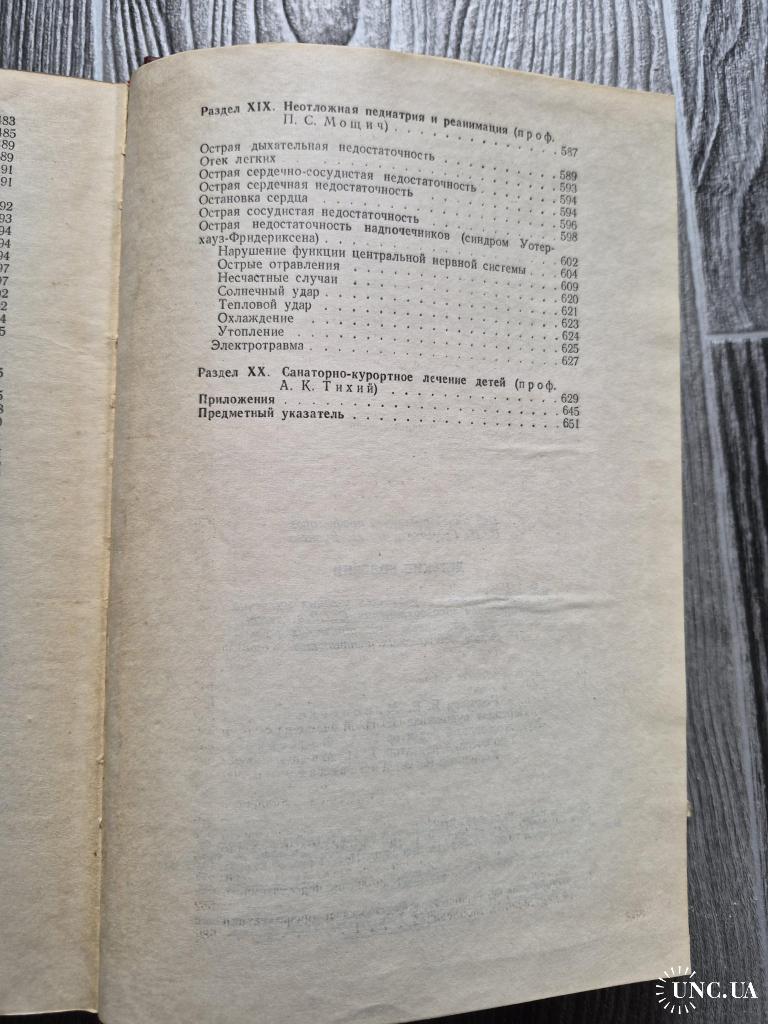 Раздел XIX. Неотложная педиатрия и реанимация (проф.
П. С. Мощич) . . . . . . . . . . . 587
Острая дыхательная недостаточность . . . . . . . . 589
Отек легких . . . . . . . . . . . . . . 593
Острая сердечно-сосудистая недостаточность . . . . . 594
Острая сердечная недостаточность . . . . . . . . 594
Остановка сердца . . . . . . . . . . . . 596
Острая сосудистая недостаточность . . . . . . . . 598
Острая недостаточность надпочечников (синдром Уотер-
хауз-Фридериксена) . . . . . . . . . . . . 602
Нарушение функции центральной нервной системы . . . 604
Острые отравления . . . . . . . . . . . . 609
Несчастные случаи . . . . . . . . . . . . 620
Солнечный удар . . . . . . . . . . . . . 621
Тепловой удар . . . . . . . . . . . . . 623
Охлаждение . . . . . . . . . . . . . . 624
Утопление . . . . . . . . . . . . . . 625
Электротравма . . . . . . . . . . . . . 627
Раздел XX. Санаторно-курортное лечение детей (проф.
А. К. Тихий) . . . . . . . . . . . 629
Приложения . . . . . . . . . . . . . . 645
Предметный указатель . . . . . . . . . . . 651
UNC.UA